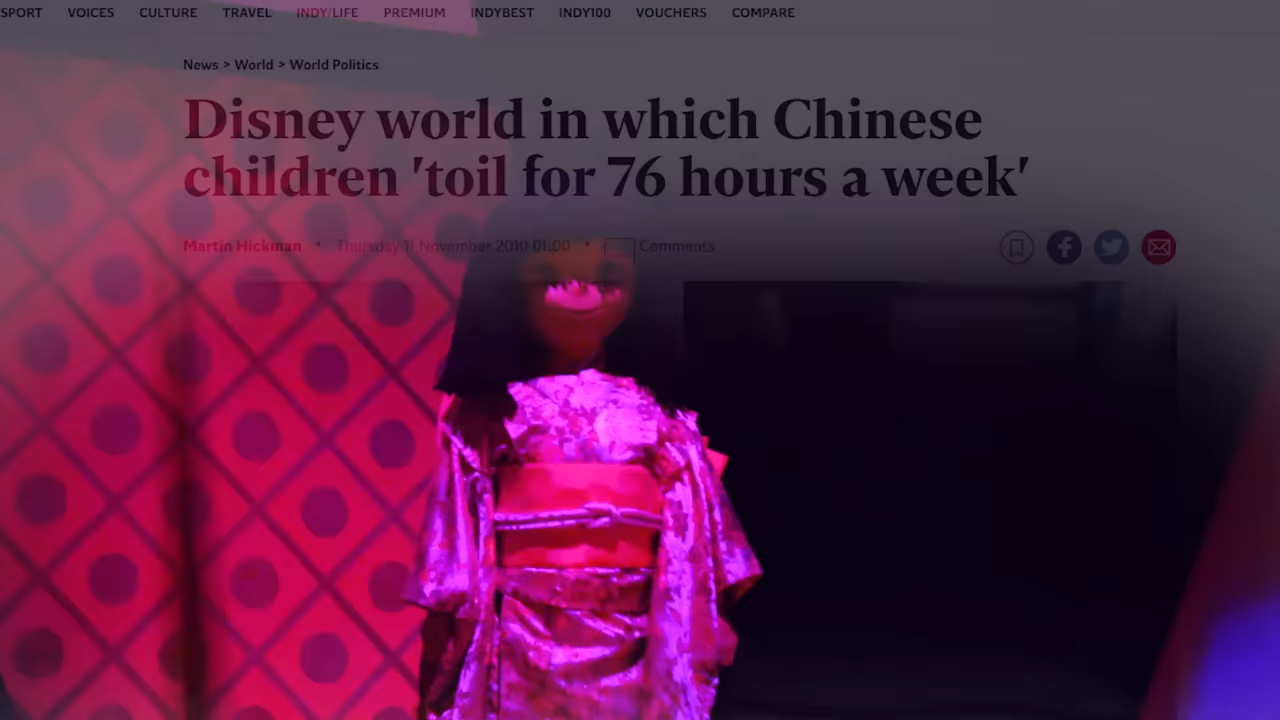 SPORT VOICES CULTURE TRAVEL INDY/LIFE PREMIUM INDYBEST INDY100 VOUCHERS COMPARE
News > World > World Politics
Disney world in which Chinese
children 'toil for 76 hours a week'
Martin Hickman • Thursday 11 November 2010 01:00 • Comments